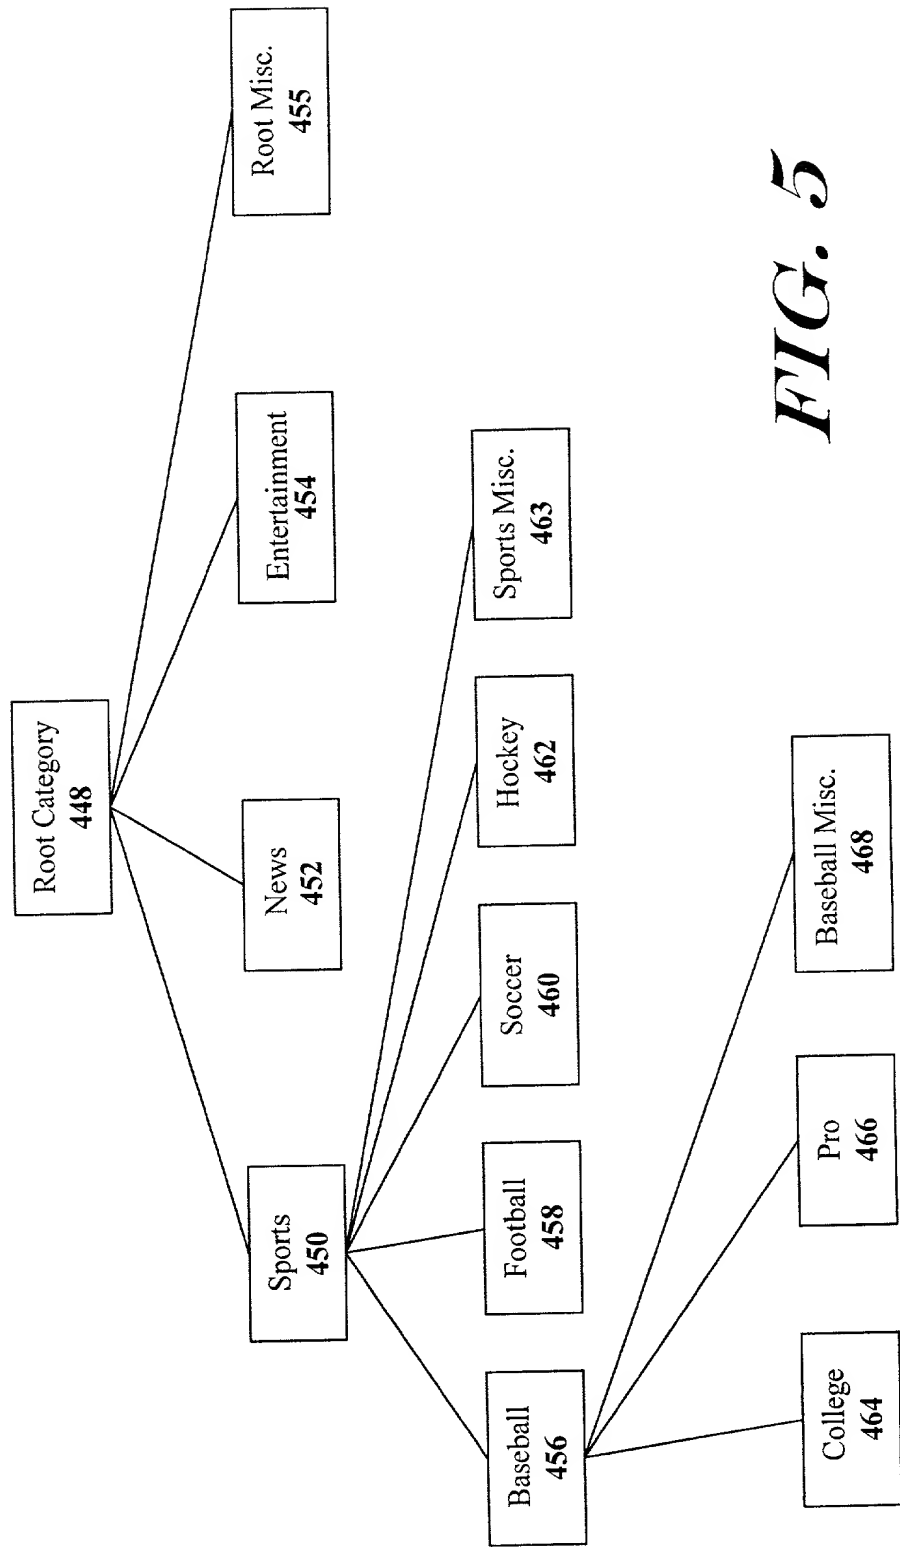 Root Category
448
Sports
450
News
452
Entertainment
454
Root Misc.
455
Baseball
456
Football
458
Soccer
460
Hockey
462
Sports Misc.
463
College
464
Pro
466
Baseball Misc.
468
FIG. 5